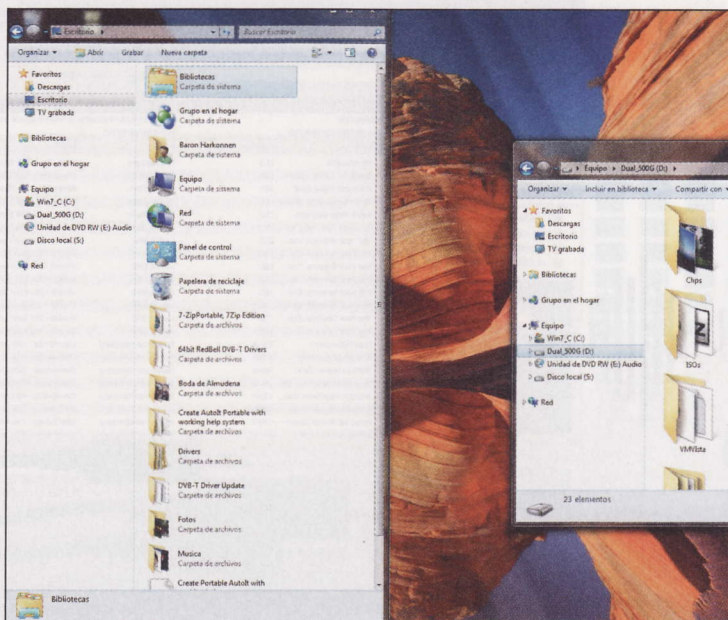 Escritorio
Buscar Escritorio
Organizar
Abrir
Grabar
Nueva carpeta
Favoritos
Descargas
Escritorio
TV grabada
Bibliotecas
Grupo en el hogar
Equipo
Win7_C (C:)
Dual_500G (D:)
Unidad de DVD RW (E:) Audio
Disco local (S:)
Red
Bibliotecas
Carpeta de sistema
Grupo en el hogar
Carpeta de sistema
Baron Harkonnen
Carpeta de sistema
Equipo
Carpeta de sistema
Red
Carpeta de sistema
Panel de control
Carpeta de sistema
Papelera de reciclaje
Carpeta de sistema
7-ZipPortable, 7Zip Edition
Carpeta de archivos
64bit RedBell DVB-T Drivers
Carpeta de archivos
Boda de Almudena
Carpeta de archivos
Create AutoIt Portable with
working help system
Carpeta de archivos
Drivers
Carpeta de archivos
DVB-T Driver Update
Carpeta de archivos
Fotos
Carpeta de archivos
Musica
Carpeta de archivos
Create Portable AutoIt with
Bibliotecas
Equipo
Dual_500G (D:)
Organizar
Incluir en biblioteca
Compartir con
Favoritos
Descargas
Escritorio
TV grabada
Bibliotecas
Grupo en el hogar
Equipo
Win7_C (C:)
Dual_500G (D:)
Unidad de DVD RW (E:) Audio
Disco local (S:)
Red
Clips
ISOs
VMVista
23 elementos